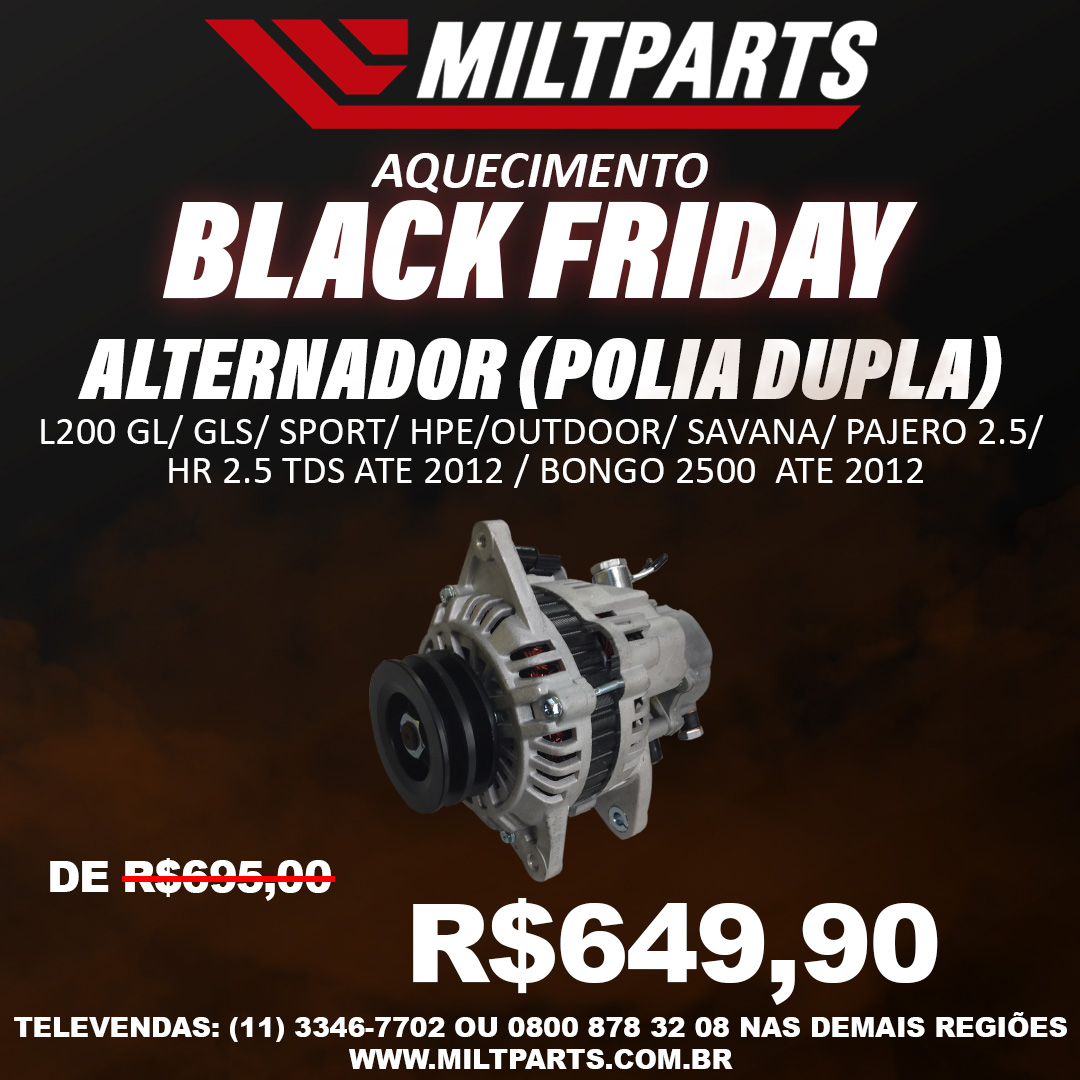 MILTPARTS
AQUECIMENTO
BLACK FRIDAY
ALTERNADOR (POLIA DUPLA)
L200 GL/ GLS/ SPORT/ HPE/OUTDOOR/ SAVANA/ PAJERO 2.5/
HR 2.5 TDS ATE 2012 / BONGO 2500  ATE 2012
DE R$695,00
R$649,90
TELEVENDAS: (11) 3346-7702 OU 0800 878 32 08 NAS DEMAIS REGIÕES
WWW.MILTPARTS.COM.BR